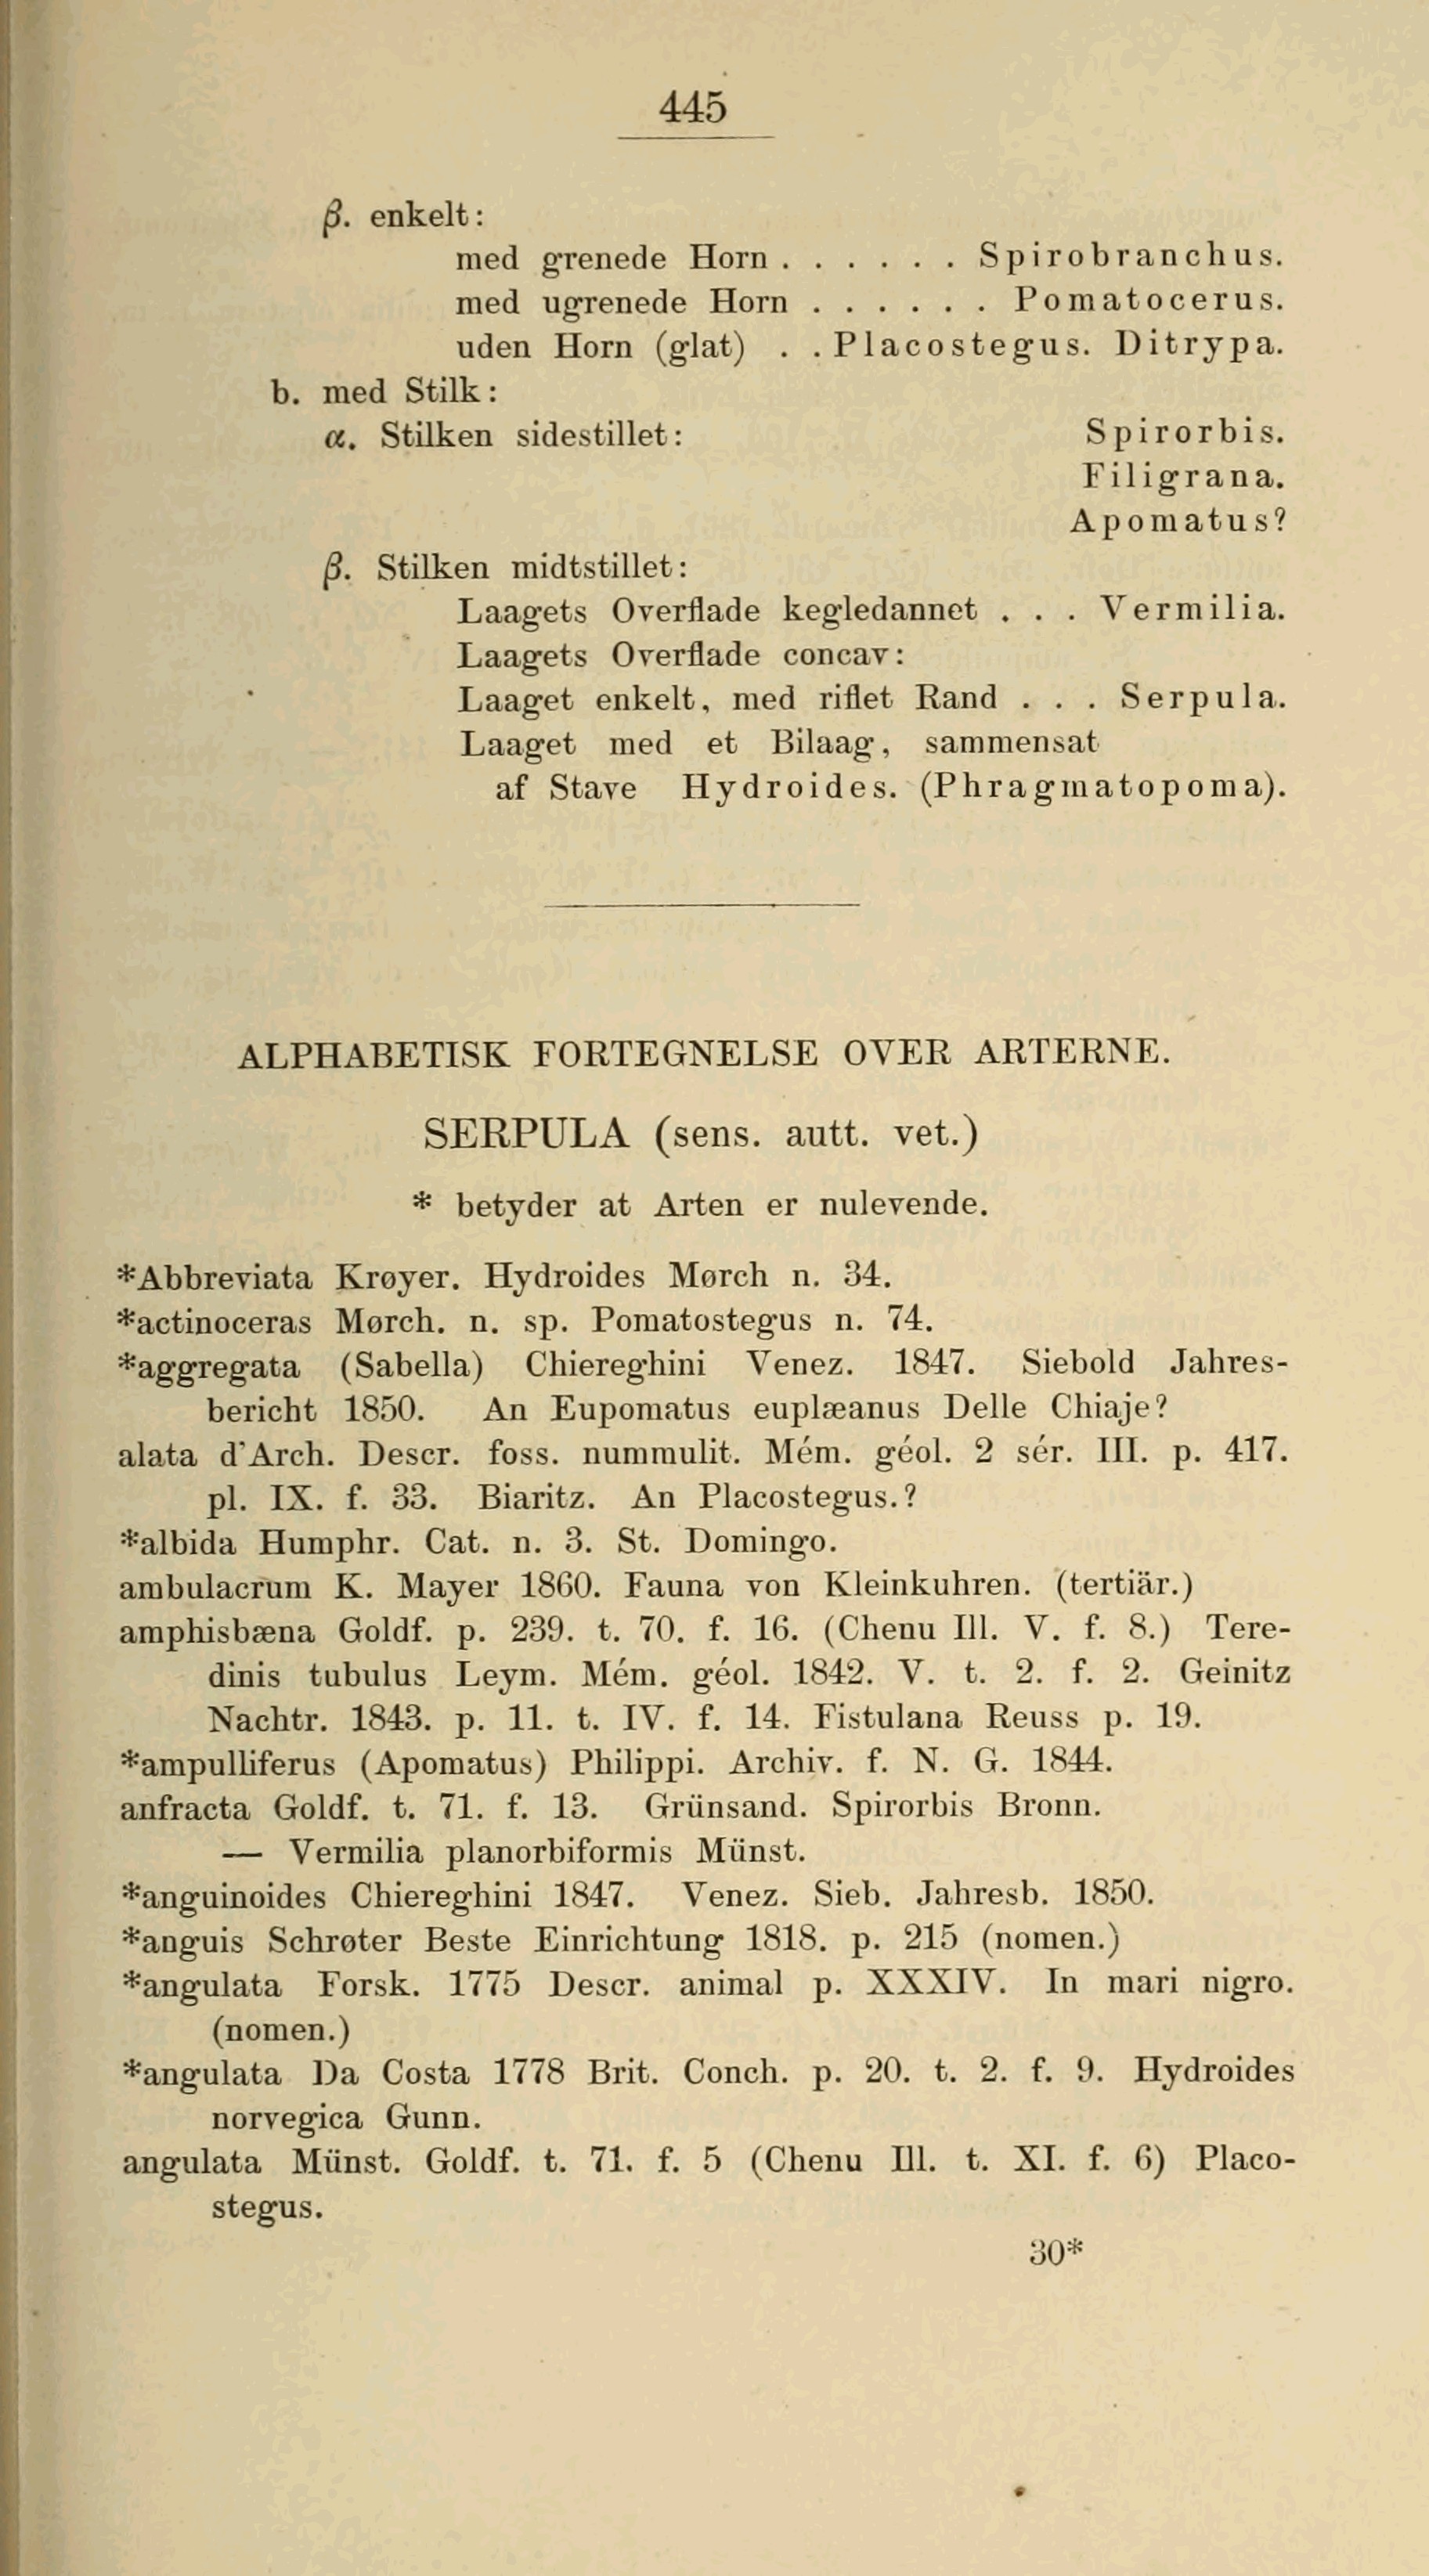 445
β. enkelt:
med grenede Horn . . . . . . Spirobranchus.
med ugrenede Horn . . . . . . Pomatocerus.
uden Horn (glat) . . Placostegus. Ditrypa.
b. med Stilk:
α. Stilken sidestillet: Spirorbis.
Filigrana.
Apomatus?
β. Stilken midtstillet:
Laagets Overflade kegledannet . . . Vermilia.
Laagets Overflade concav:
Laaget enkelt, med riflet Rand . . . Serpula.
Laaget med et Bilaag, sammensat
af Stave Hydroides. (Phragmatopoma).
ALPHABETISK FORTEGNELSE OVER ARTERNE.
SERPULA (sens. autt. vet.)
* betyder at Arten er nulevende.
*Abbreviata Krøyer. Hydroides Mørch n. 34.
*actinoceras Mørch. n. sp. Pomatostegus n. 74.
*aggregata (Sabella) Chiereghini Venez. 1847. Siebold Jahres-
bericht 1850. An Eupomatus euplæanus Delle Chiaje?
alata d'Arch. Descr. foss. nummulit. Mém. géol. 2 sér. III. p. 417.
pl. IX. f. 33. Biaritz. An Placostegus.?
*albida Humphr. Cat. n. 3. St. Domingo.
ambulacrum K. Mayer 1860. Fauna von Kleinkuhren. (tertiär.)
amphisbæna Goldf. p. 239. t. 70. f. 16. (Chenu Ill. V. f. 8.) Tere-
dinis tubulus Leym. Mém. géol. 1842. V. t. 2. f. 2. Geinitz
Nachtr. 1843. p. 11. t. IV. f. 14. Fistulana Reuss p. 19.
*ampulliferus (Apomatus) Philippi. Archiv. f. N. G. 1844.
anfracta Goldf. t. 71. f. 13. Grünsand. Spirorbis Bronn.
— Vermilia planorbiformis Münst.
*anguinoides Chiereghini 1847. Venez. Sieb. Jahresb. 1850.
*anguis Schrøter Beste Einrichtung 1818. p. 215 (nomen.)
*angulata Forsk. 1775 Descr. animal p. XXXIV. In mari nigro.
(nomen.)
*angulata Da Costa 1778 Brit. Conch. p. 20. t. 2. f. 9. Hydroides
norvegica Gunn.
angulata Münst. Goldf. t. 71. f. 5 (Chenu Ill. t. XI. f. 6) Placo-
stegus.
30*